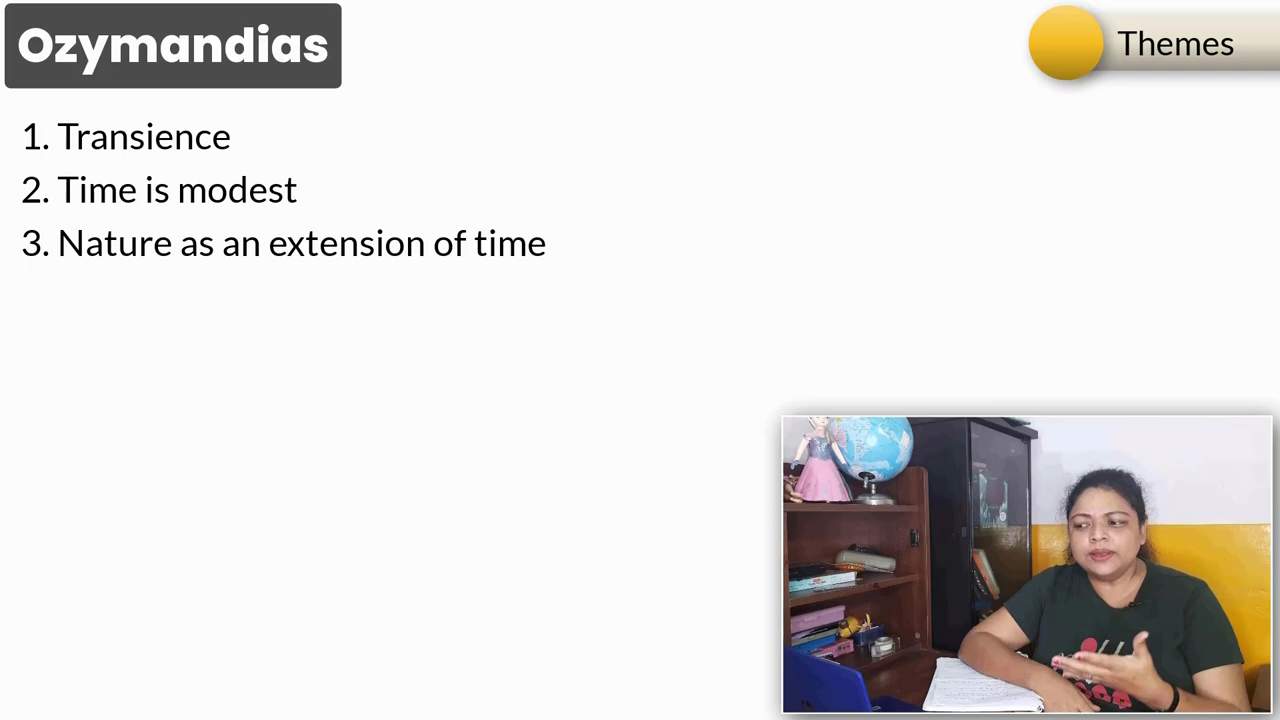 Ozymandias
Themes
1. Transience
2. Time is modest
3. Nature as an extension of time